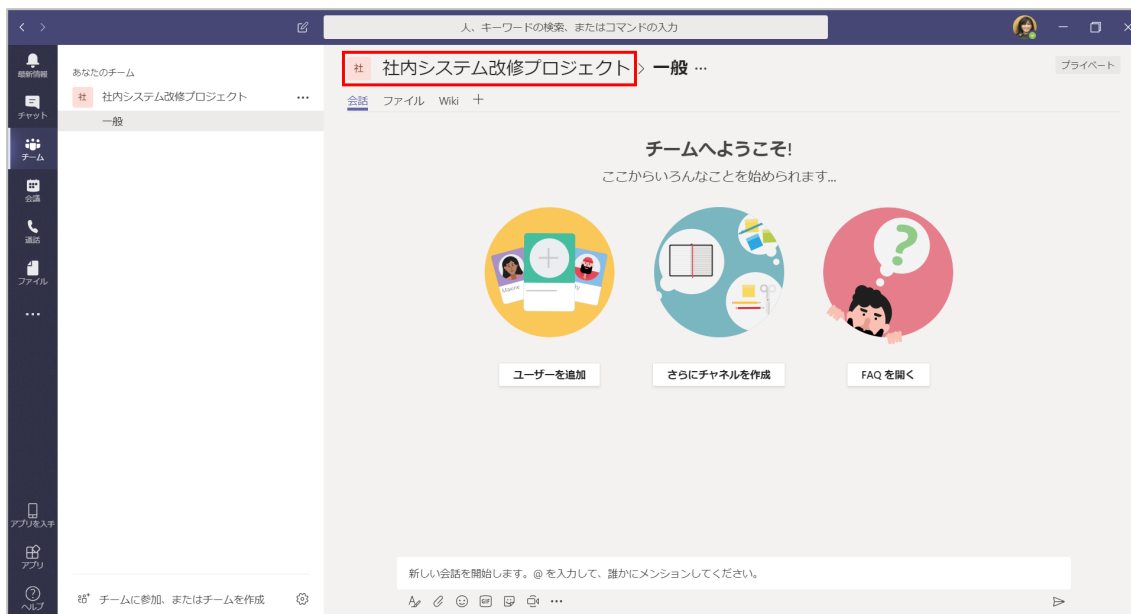 人、キーワードの検索、またはコマンドの入力
最新情報
チャット
チーム
会議
通話
ファイル
アプリを入手
アプリ
ヘルプ
あなたのチーム
社 社内システム改修プロジェクト ...
一般
チームに参加、またはチームを作成
社 社内システム改修プロジェクト > 一般 ...
プライベート
会話 ファイル Wiki +
チームへようこそ!
ここからいろんなことを始められます...
Maxine
ユーザーを追加
さらにチャネルを作成
FAQ を開く
新しい会話を開始します。@ を入力して、誰かにメンションしてください。
GIF